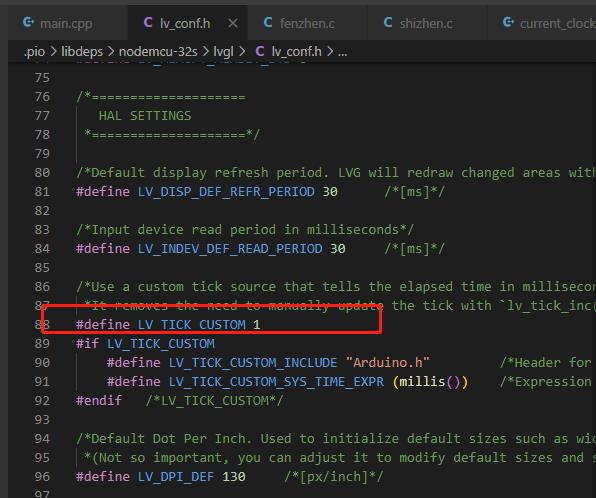 main.cpp
lv_conf.h
fenzhen.c
shizhen.c
current_clock
.pio > libdeps > nodemcu-32s > lvgl > lv_conf.h > ...
75
76 /*====================
77 HAL SETTINGS
78 *====================*/
79
80 /*Default display refresh period. LVG will redraw changed areas with
81 #define LV_DISP_DEF_REFR_PERIOD 30 /*[ms]*/
82
83 /*Input device read period in milliseconds*/
84 #define LV_INDEV_DEF_READ_PERIOD 30 /*[ms]*/
85
86 /*Use a custom tick source that tells the elapsed time in millisecon
87 *It removes the need to manually update the tick with `lv_tick_inc(
88 #define LV_TICK_CUSTOM 1
89 #if LV_TICK_CUSTOM
90 #define LV_TICK_CUSTOM_INCLUDE "Arduino.h" /*Header for
91 #define LV_TICK_CUSTOM_SYS_TIME_EXPR (millis()) /*Expression
92 #endif /*LV_TICK_CUSTOM*/
93
94 /*Default Dot Per Inch. Used to initialize default sizes such as wid
95 *(Not so important, you can adjust it to modify default sizes and s
96 #define LV_DPI_DEF 130 /*[px/inch]*/
97